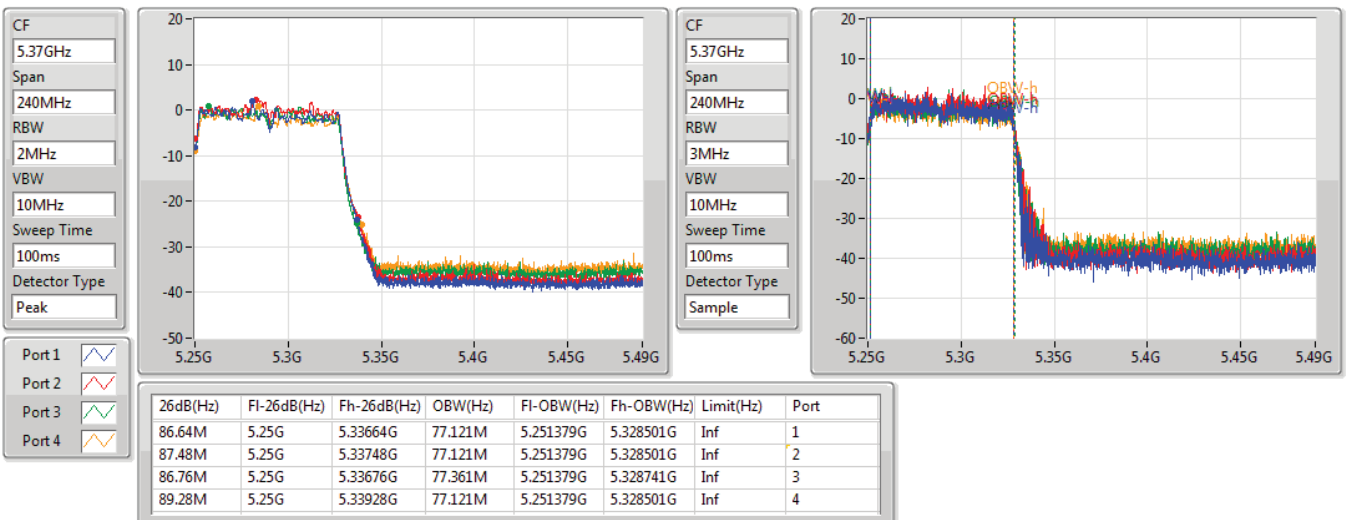 CF
5.37GHz
Span
240MHz
RBW
2MHz
VBW
10MHz
Sweep Time
100ms
Detector Type
Peak
20
10
0
-10
-20
-30
-40
-50
5.25G 5.3G 5.35G 5.4G 5.45G 5.49G
CF
5.37GHz
Span
240MHz
RBW
3MHz
VBW
10MHz
Sweep Time
100ms
Detector Type
Sample
20
10
0
-10
-20
-30
-40
-50
-60
OBW-h
5.25G 5.3G 5.35G 5.4G 5.45G 5.49G
Port 1
Port 2
Port 3
Port 4
26dB(Hz) Fl-26dB(Hz) Fh-26dB(Hz) OBW(Hz) Fl-OBW(Hz) Fh-OBW(Hz) Limit(Hz) Port
86.64M 5.25G 5.33664G 77.121M 5.251379G 5.328501G Inf 1
87.48M 5.25G 5.33748G 77.121M 5.251379G 5.328501G Inf 2
86.76M 5.25G 5.33676G 77.361M 5.251379G 5.328741G Inf 3
89.28M 5.25G 5.33928G 77.121M 5.251379G 5.328501G Inf 4